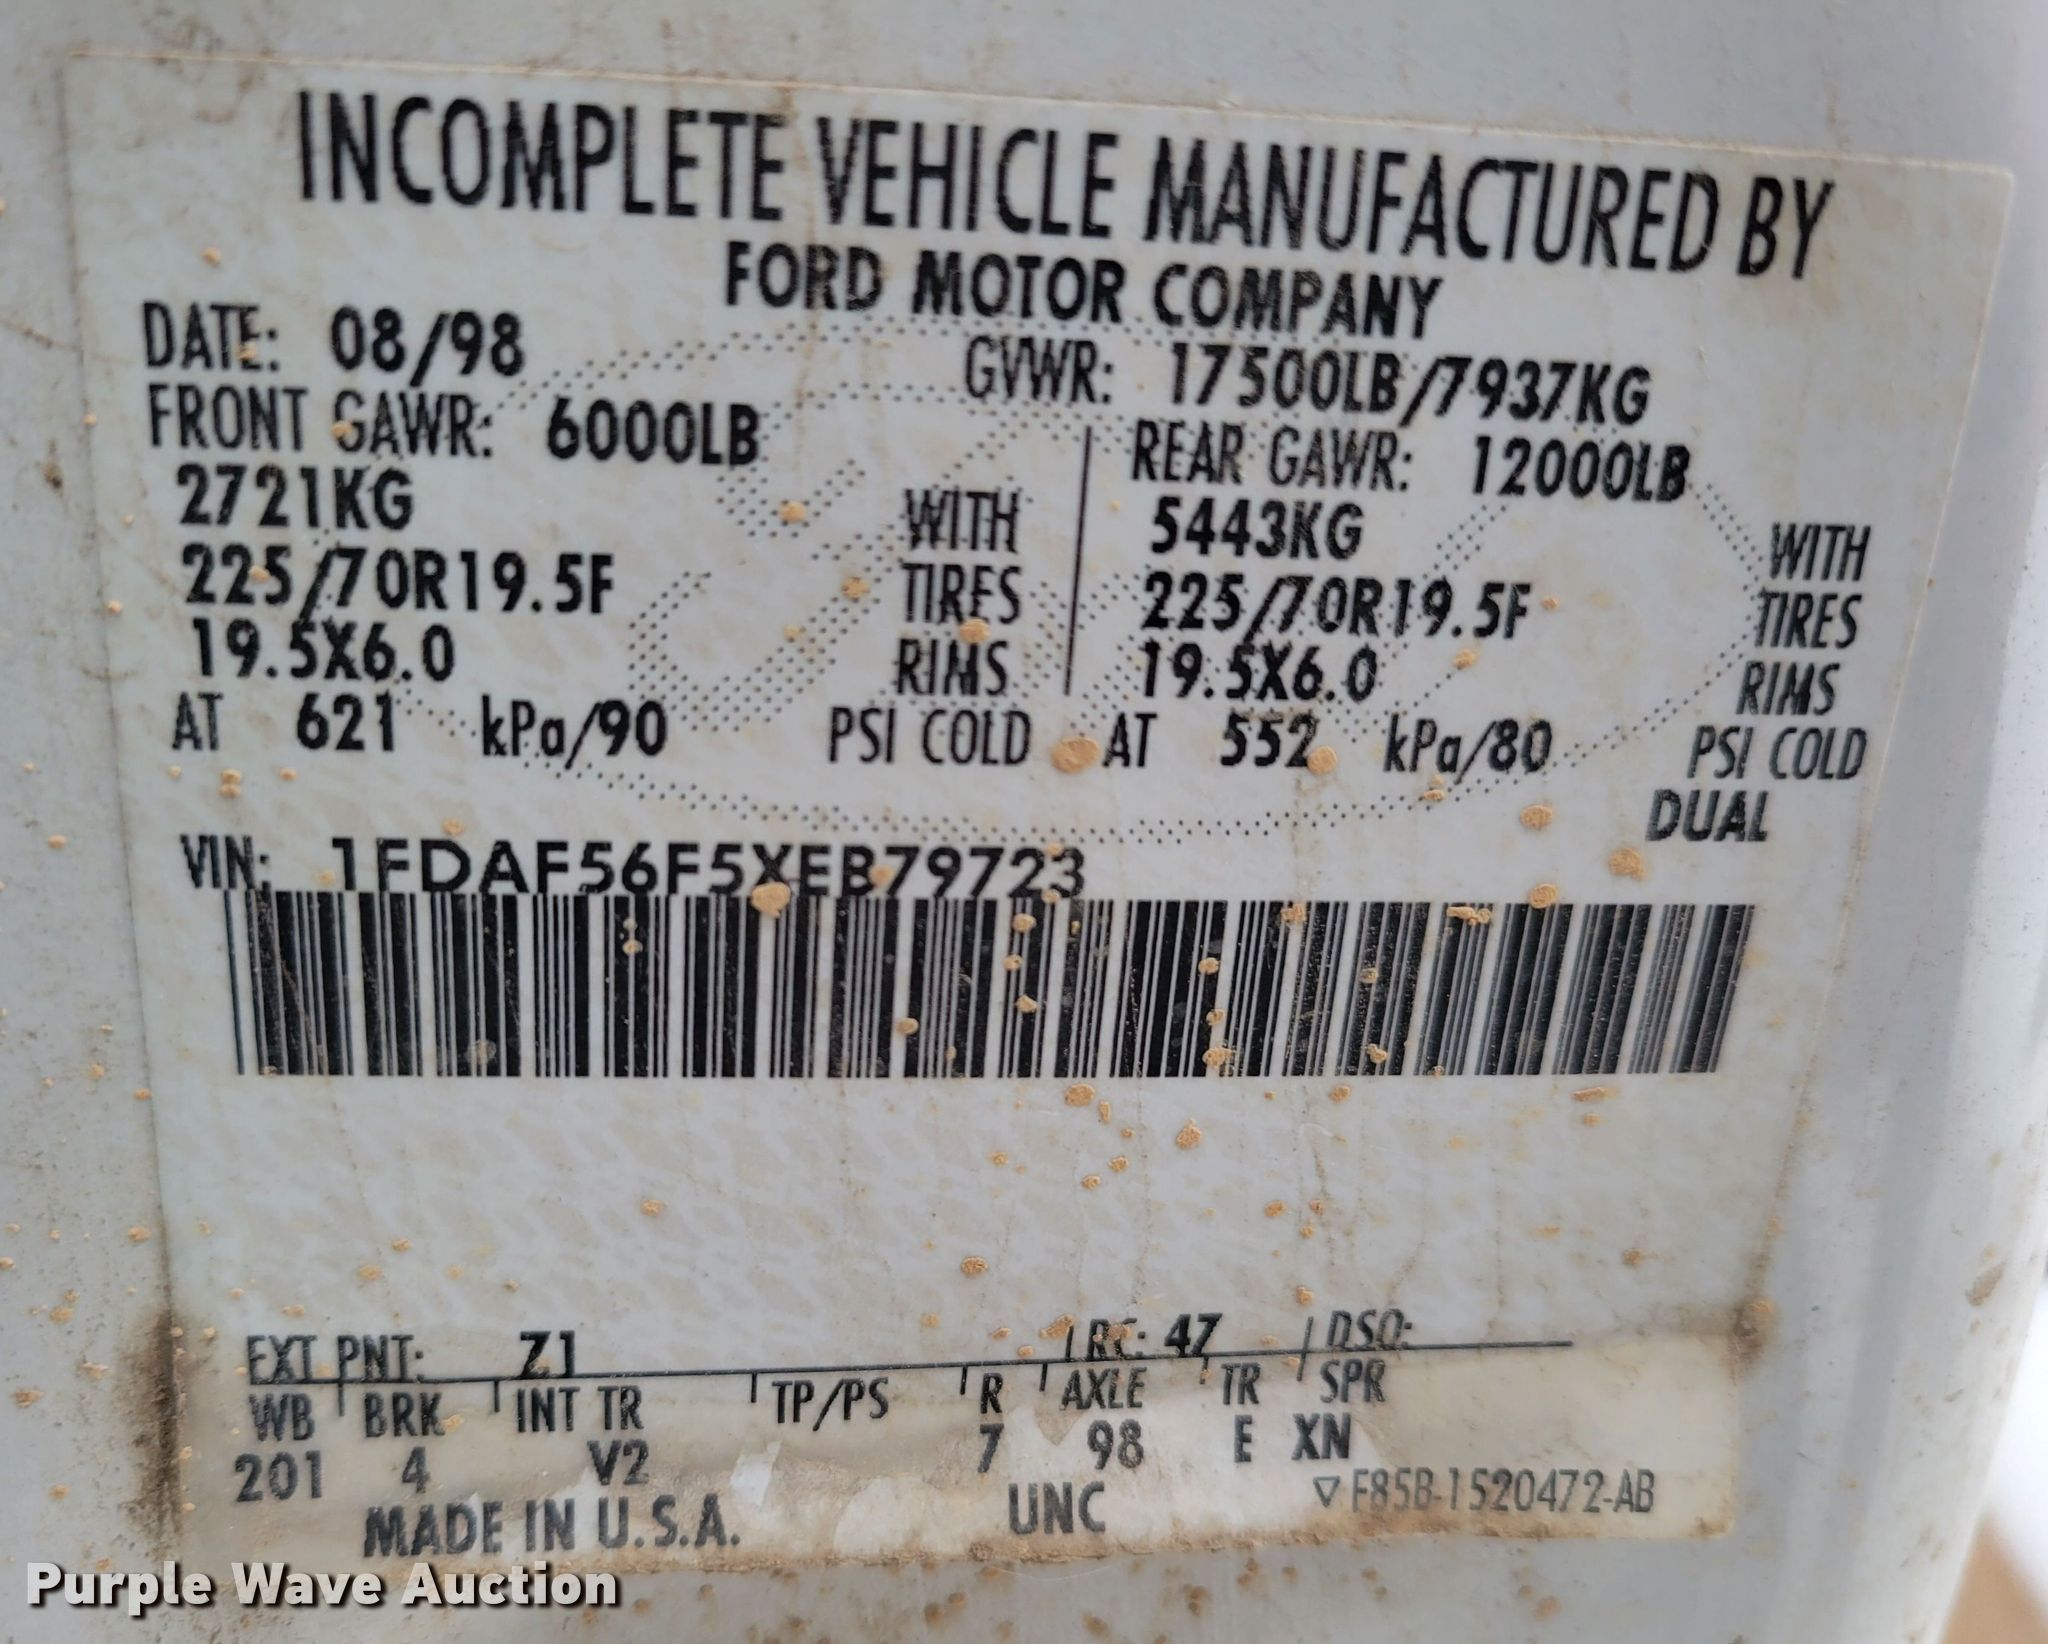 INCOMPLETE VEHICLE MANUFACTURED BY
FORD MOTOR COMPANY
DATE: 08/98 GVWR: 17500LB/7937KG
FRONT GAWR: 6000LB REAR GAWR: 12000LB
2721KG WITH 5443KG WITH
225/70R19.5F TIRES 225/70R19.5F TIRES
19.5X6.0 RIMS 19.5X6.0 RIMS
AT 621 kPa/90 PSI COLD AT 552 kPa/80 PSI COLD
DUAL
VIN: 1FDAF56F5XEB79723
EXT PNT: Z1 RC: 47 DSO:
WB BRK INT TR TP/PS R AXLE TR SPR
201 4 V2 7 98 E XN
MADE IN U.S.A. UNC ▽ F85B-1520472-AB
Purple Wave Auction